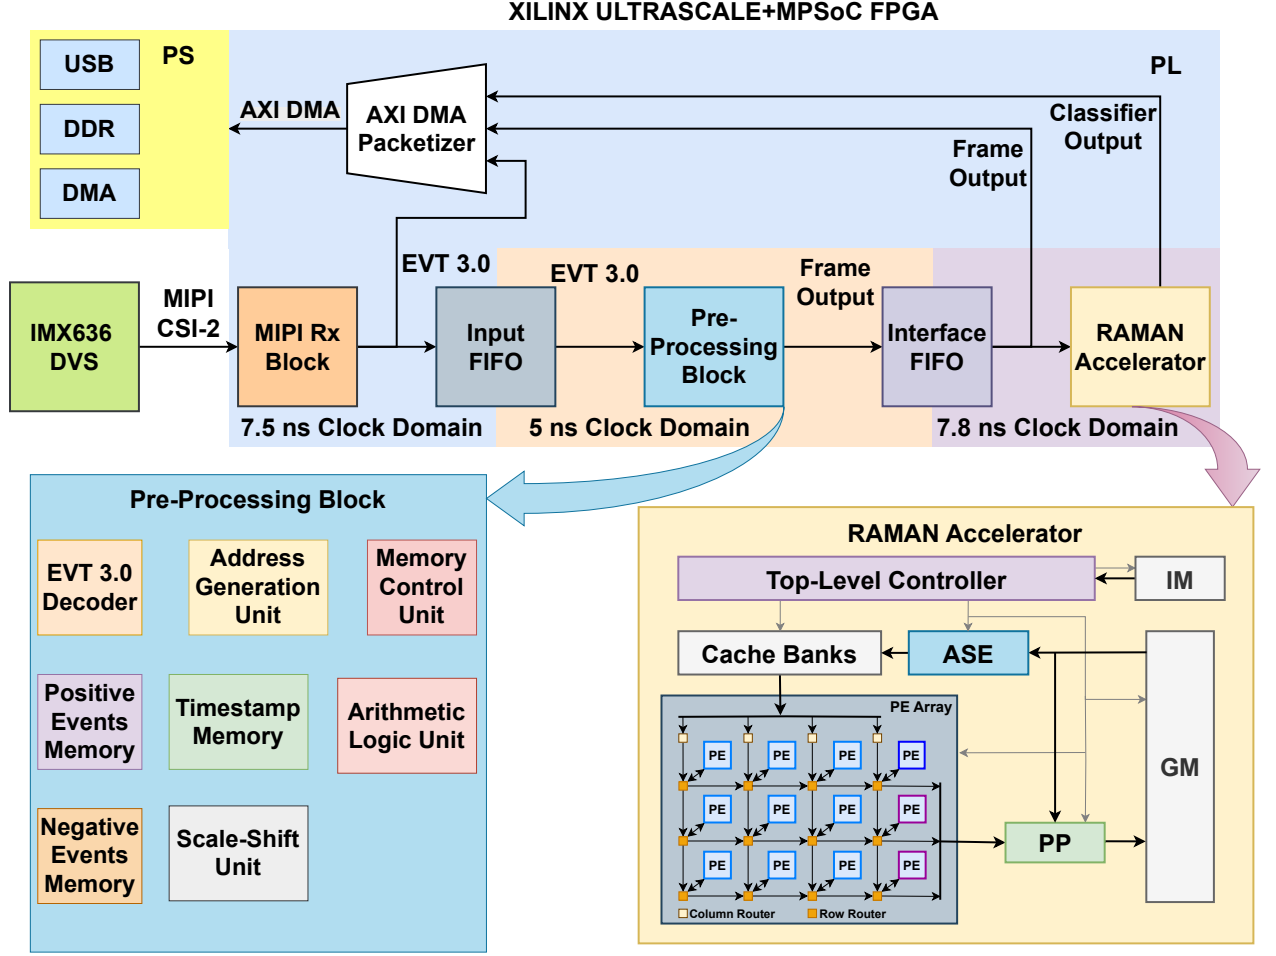 XILINX ULTRASCALE+MPSoC FPGA
USB
PS
DDR
DMA
AXI DMA
AXI DMA
Packetizer
PL
Classifier
Output
Frame
Output
IMX636
DVS
MIPI
CSI-2
MIPI Rx
Block
EVT 3.0
Input
FIFO
EVT 3.0
Pre-
Processing
Block
Frame
Output
Interface
FIFO
RAMAN
Accelerator
7.5 ns Clock Domain
5 ns Clock Domain
7.8 ns Clock Domain
Pre-Processing Block
EVT 3.0
Decoder
Address
Generation
Unit
Memory
Control
Unit
Positive
Events
Memory
Timestamp
Memory
Arithmetic
Logic Unit
Negative
Events
Memory
Scale-Shift
Unit
RAMAN Accelerator
Top-Level Controller
IM
Cache Banks
ASE
GM
PE Array
PE
PE
PE
PE
PE
PE
PE
PE
PE
PE
PE
PE
PP
Column Router
Row Router